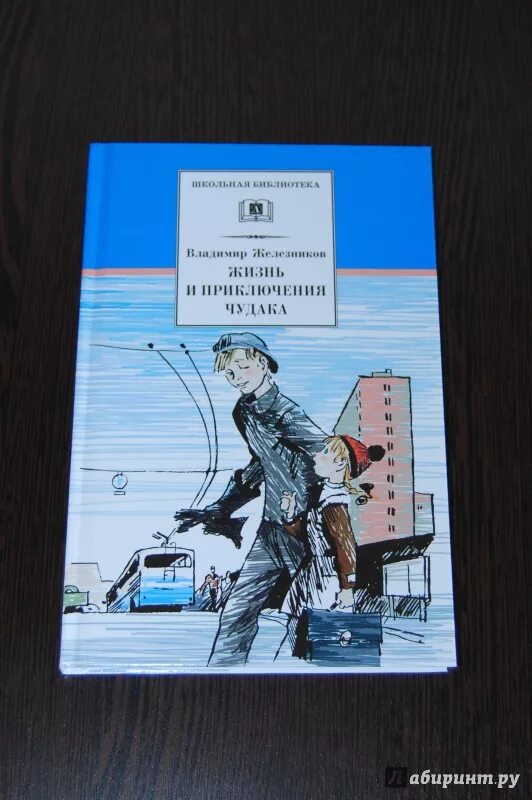 ШКОЛЬНАЯ БИБЛИОТЕКА
Владимир Железников
ЖИЗНЬ
И ПРИКЛЮЧЕНИЯ
ЧУДАКА
Лабиринт.ру